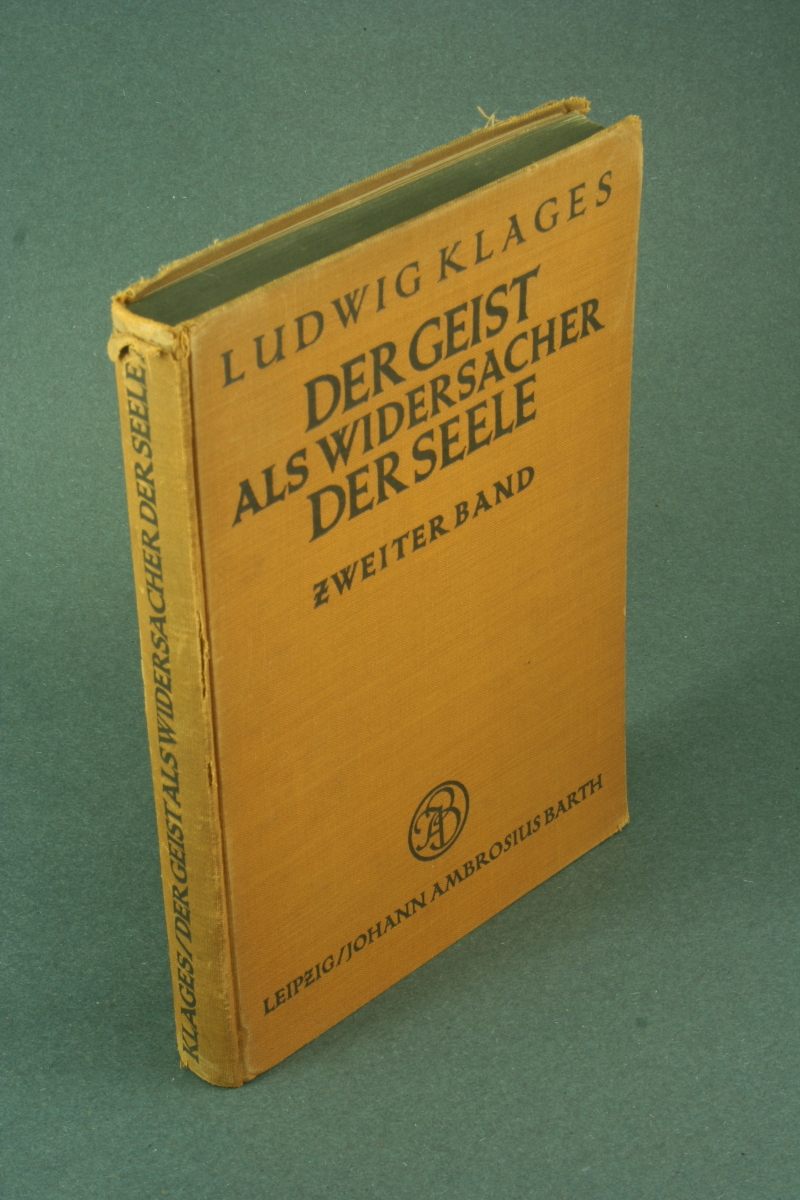 LUDWIG KLAGES
DER GEIST
ALS WIDERSACHER
DER SEELE
ZWEITER BAND
JAB
LEIPZIG/JOHANN AMBROSIUS BARTH
KLAGES/DER GEIST ALS WIDERSACHER DER SEELE